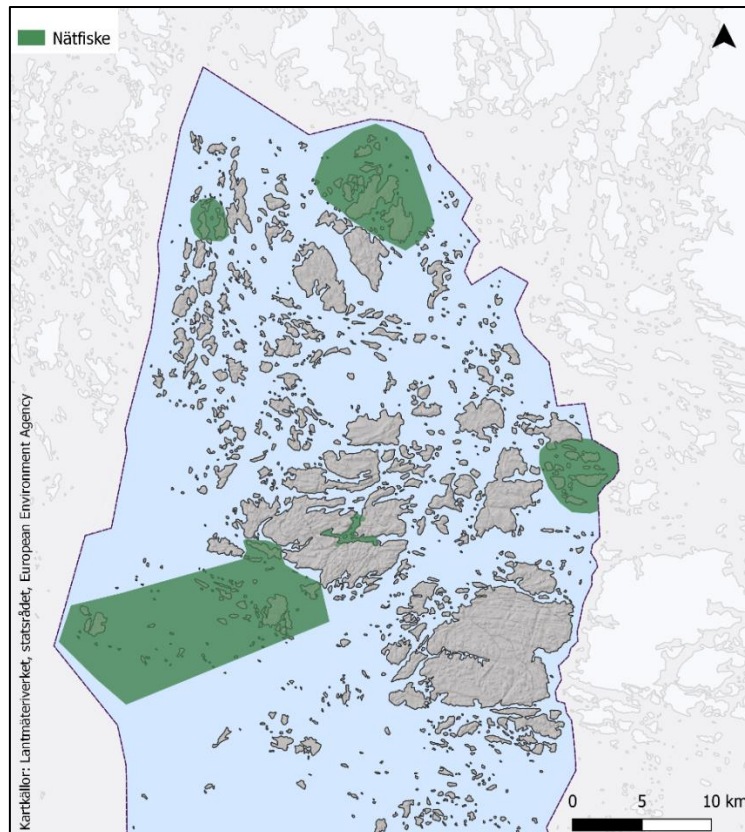 Nätfiske
Kartkällor: Lantmäteriverket, statsrådet, European Environment Agency
0 5 10 km